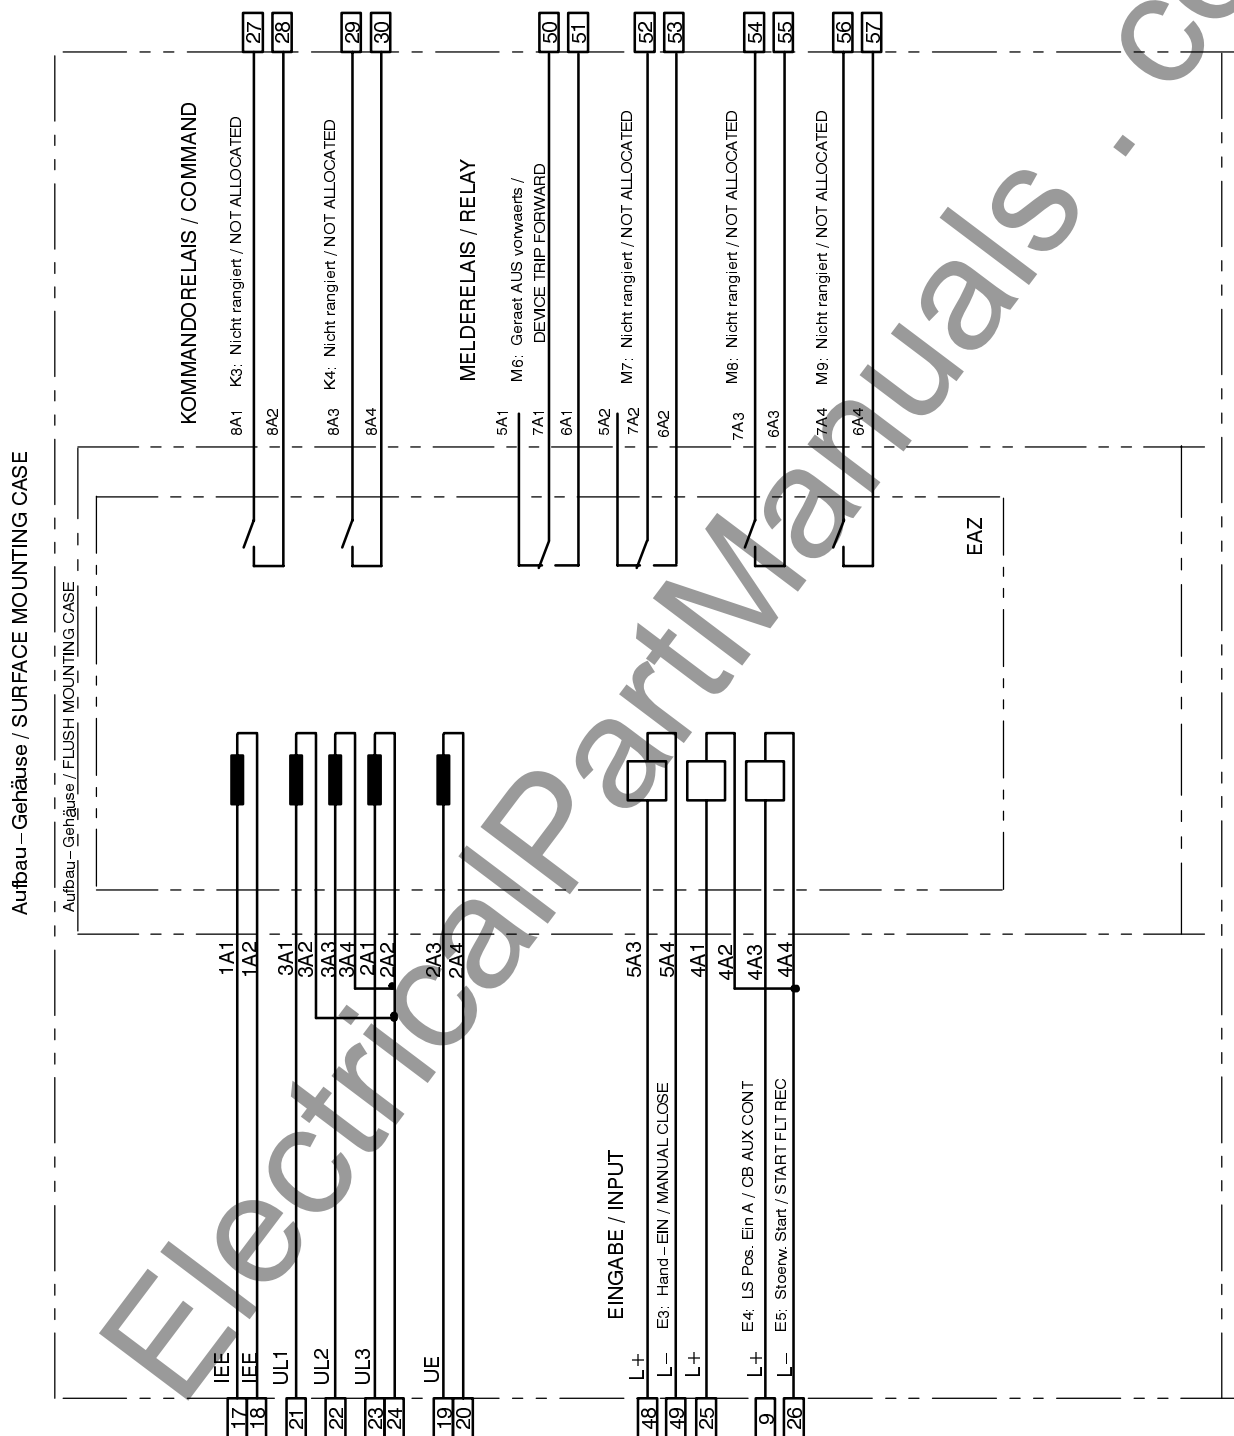 Aufbau-Gehäuse / SURFACE MOUNTING CASE
Aufbau-Gehäuse / FLUSH MOUNTING CASE
IEE
17
1A1
IEE
18
1A2
UL1
21
3A1
3A2
UL2
22
3A3
3A4
UL3
23
2A1
24
2A2
UE
19
2A3
20
2A4
EINGABE / INPUT
L+
48
5A3
E3: Hand-EIN / MANUAL CLOSE
L-
49
5A4
L+
25
4A1
4A2
E4: LS Pos. Ein A / CB AUX CONT
L+
9
4A3
E5: Stoerw. Start / START FLT REC
L-
26
4A4
KOMMANDORELAIS / COMMAND
K3: Nicht rangiert / NOT ALLOCATED
8A1
27
8A2
28
K4: Nicht rangiert / NOT ALLOCATED
8A3
29
8A4
30
MELDERELAIS / RELAY
M6: Geraet AUS vorwaerts /
DEVICE TRIP FORWARD
5A1
7A1
50
6A1
51
M7: Nicht rangiert / NOT ALLOCATED
5A2
7A2
52
6A2
53
M8: Nicht rangiert / NOT ALLOCATED
7A3
54
6A3
55
M9: Nicht rangiert / NOT ALLOCATED
7A4
56
6A4
57
EAZ
ElectricalPartManuals . co